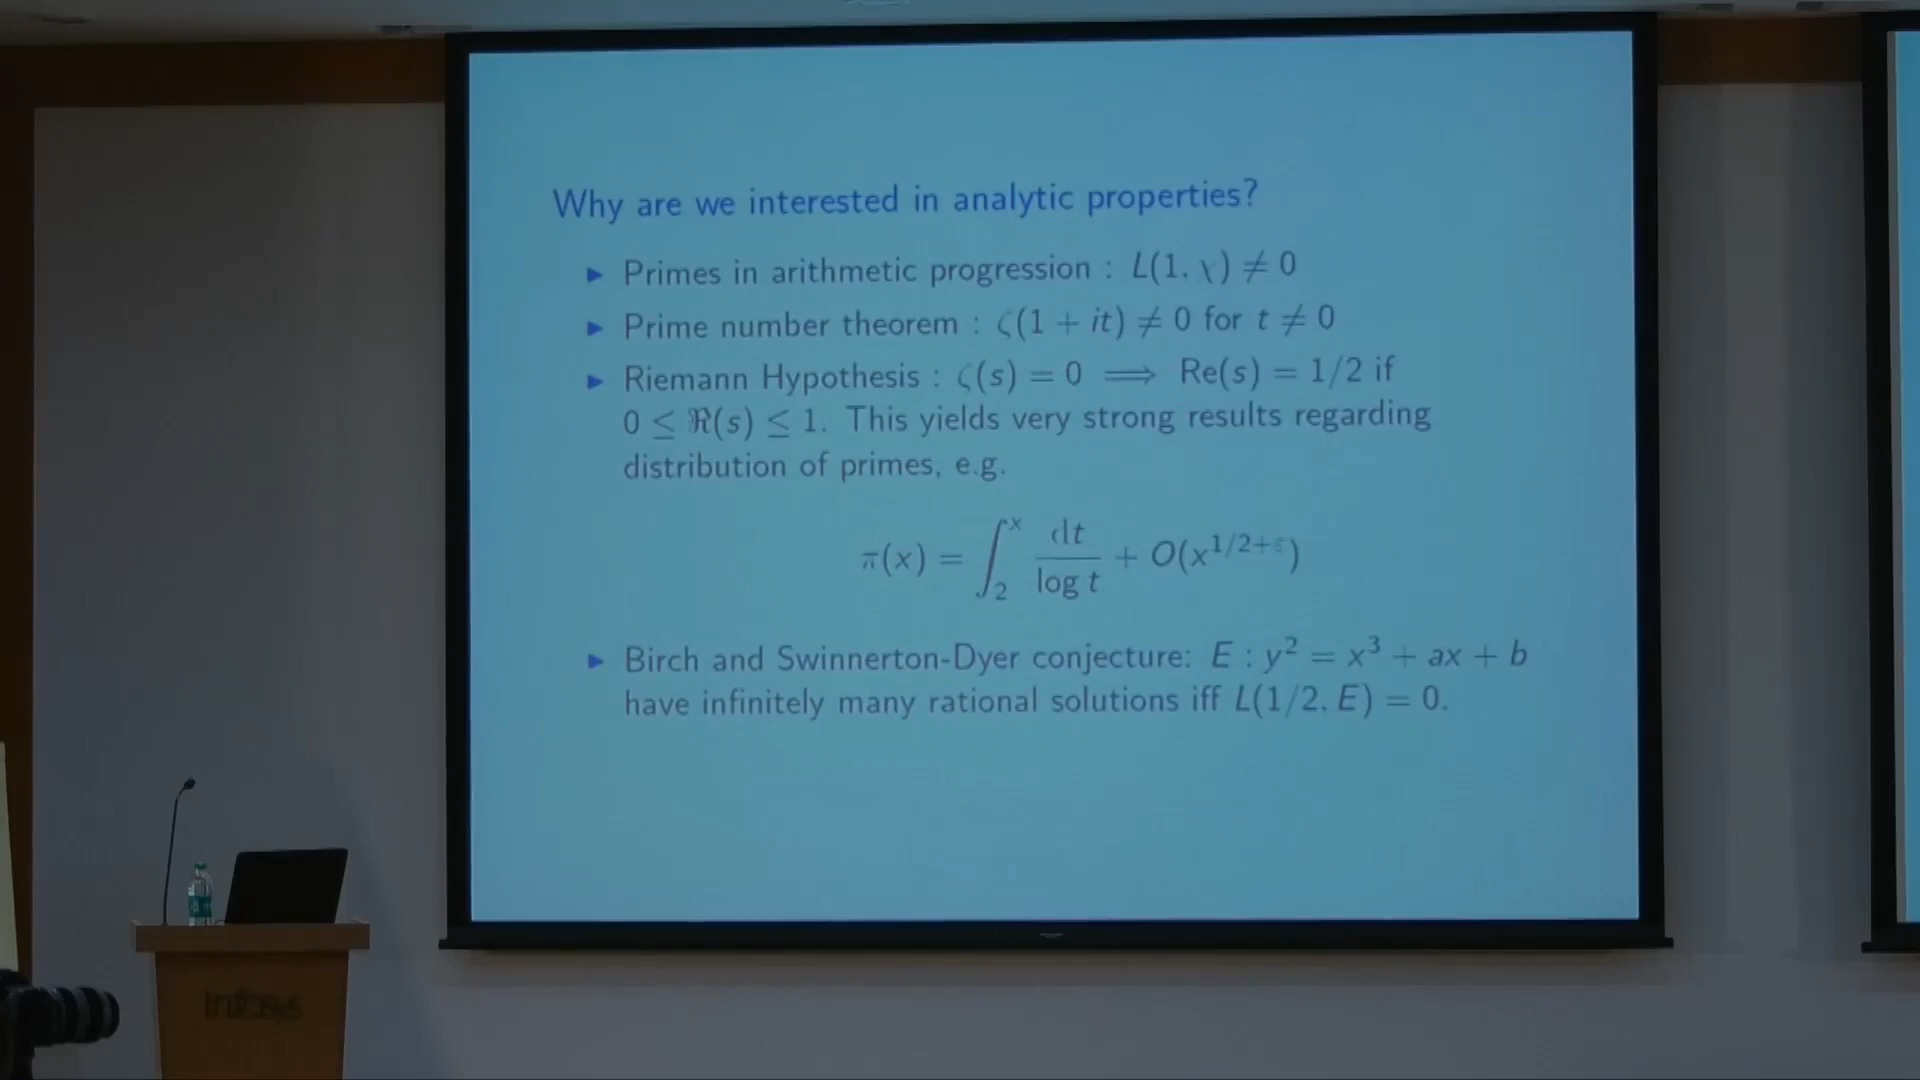 Why are we interested in analytic properties?
▶ Primes in arithmetic progression : L(1, χ) ≠ 0
▶ Prime number theorem : ζ(1 + it) ≠ 0 for t ≠ 0
▶ Riemann Hypothesis : ζ(s) = 0 ⟹ Re(s) = 1/2 if
0 ≤ ℜ(s) ≤ 1. This yields very strong results regarding
distribution of primes, e.g.
π(x) = ∫₂ˣ dt/log t + O(x^{1/2+ε})
▶ Birch and Swinnerton-Dyer conjecture: E : y² = x³ + ax + b
have infinitely many rational solutions iff L(1/2, E) = 0.
Infosys